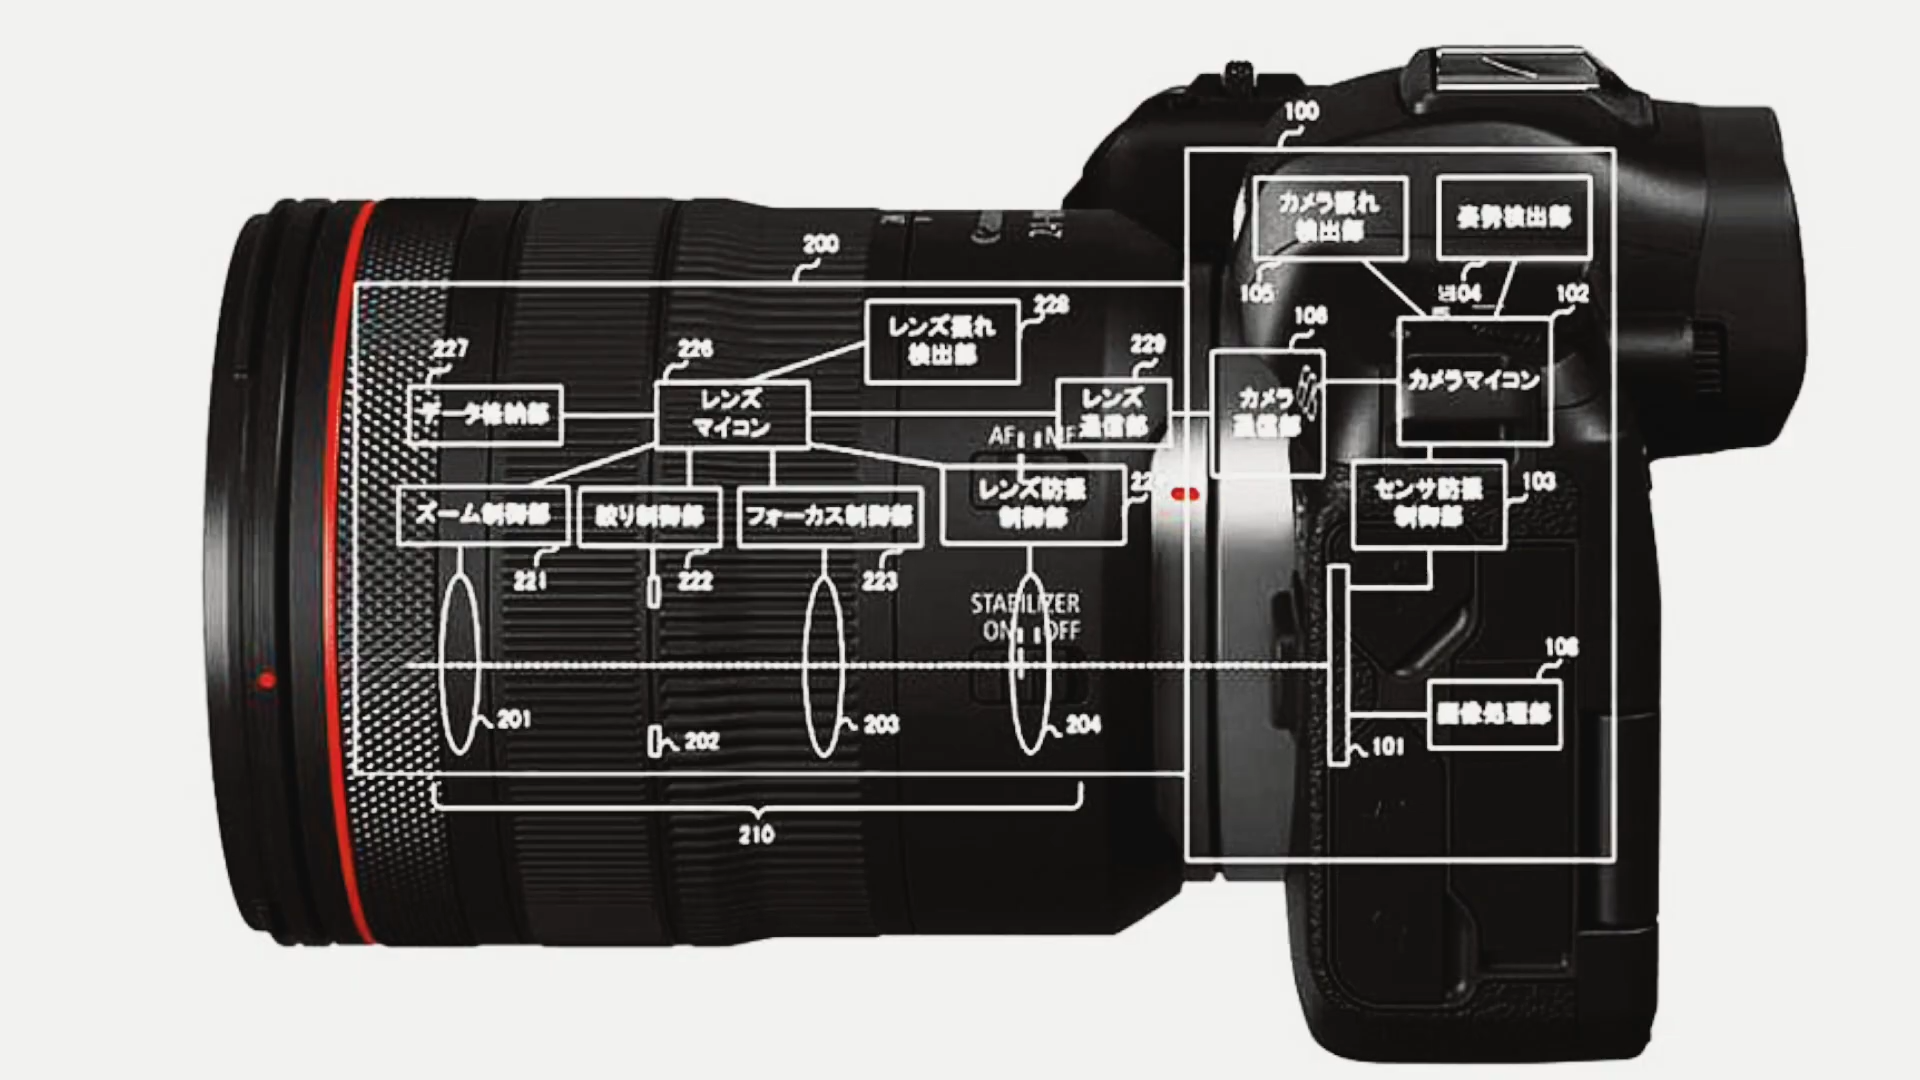 100
カメラ振れ
検出部
姿勢検出部
105
104
102
200
レンズ振れ
検出部
228
106
227
226
229
データ格納部
レンズ
マイコン
レンズ
通信部
カメラ
通信部
カメラマイコン
AF
MF
ズーム制御部
絞り制御部
フォーカス制御部
レンズ防振
制御部
センサ防振
制御部
103
221
222
223
STABILIZER
ON
OFF
201
202
203
204
101
108
画像処理部
210